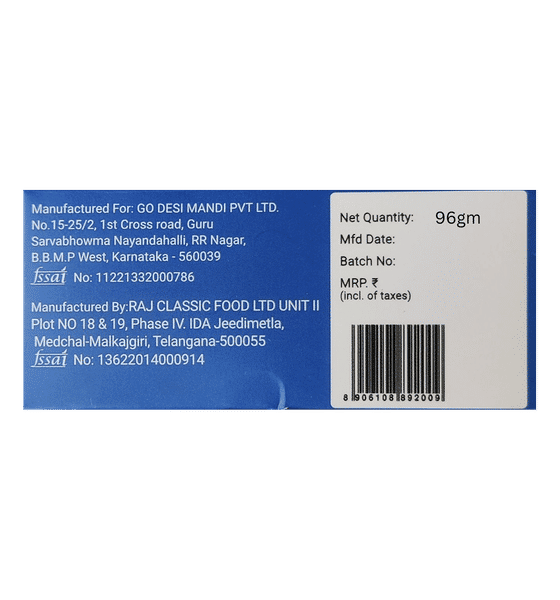 Manufactured For: GO DESI MANDI PVT LTD.
No.15-25/2, 1st Cross road, Guru
Sarvabhowma Nayandahalli, RR Nagar,
B.B.M.P West, Karnataka - 560039
fssai No: 11221332000786
Manufactured By:RAJ CLASSIC FOOD LTD UNIT II
Plot NO 18 & 19, Phase IV. IDA Jeedimetla,
Medchal-Malkajgiri, Telangana-500055
fssai No: 13622014000914
Net Quantity: 96gm
Mfd Date:
Batch No:
MRP. ₹
(incl. of taxes)
8 906108 892009